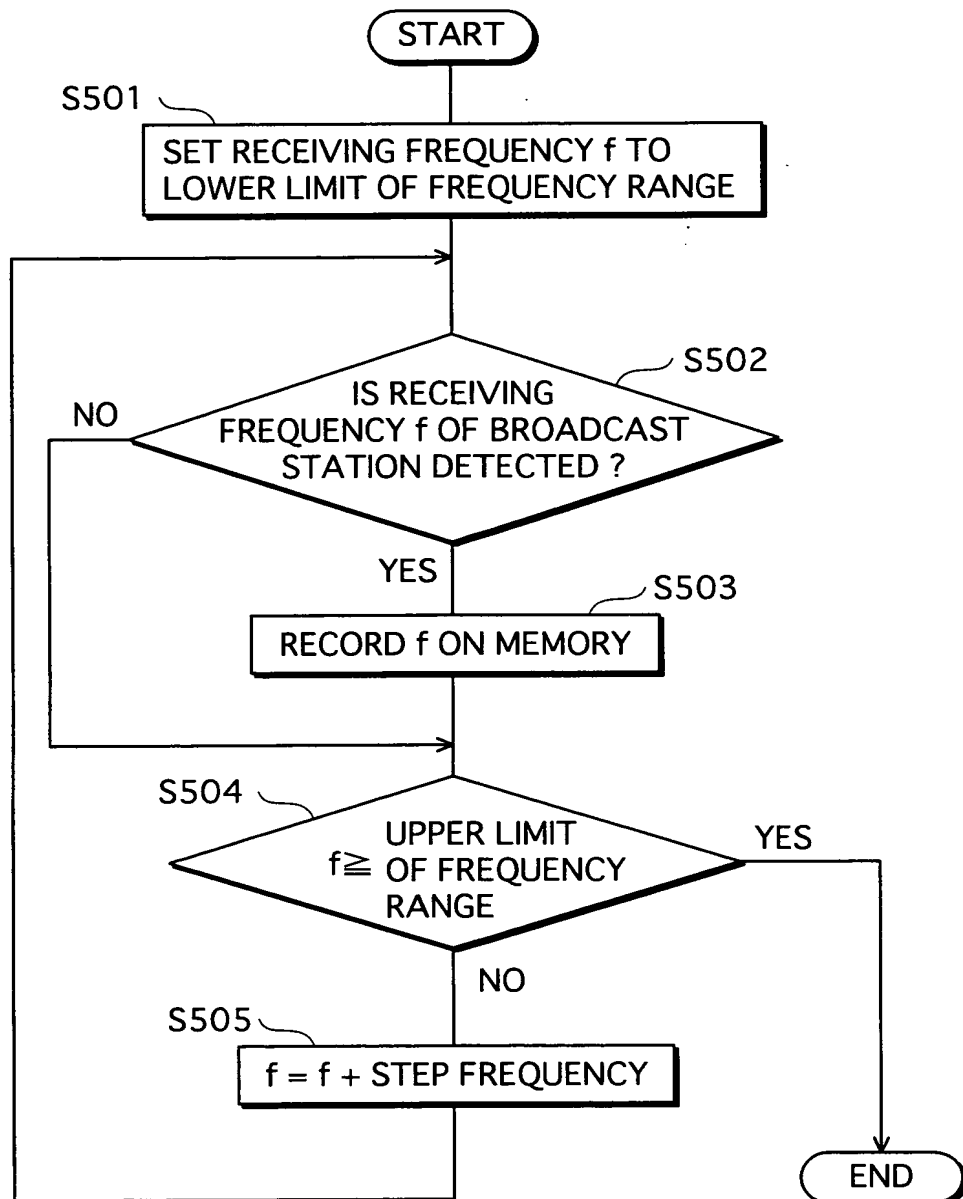 START
S501
SET RECEIVING FREQUENCY f TO
LOWER LIMIT OF FREQUENCY RANGE
S502
NO
IS RECEIVING
FREQUENCY f OF BROADCAST
STATION DETECTED ?
YES
S503
RECORD f ON MEMORY
S504
f≧
UPPER LIMIT
OF FREQUENCY
RANGE
YES
NO
S505
f = f + STEP FREQUENCY
END